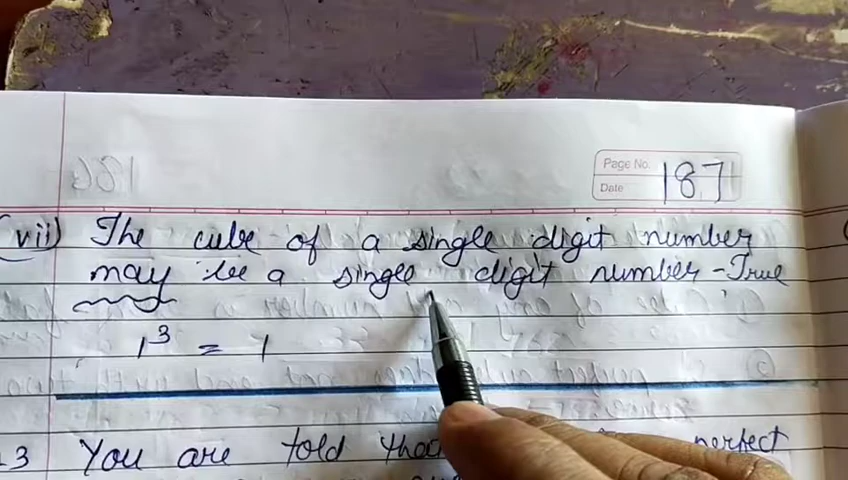 Page No. 187
Date
(vii) The cube of a single digit number
may be a single digit number - True
1³ = 1
3 You are told perfect